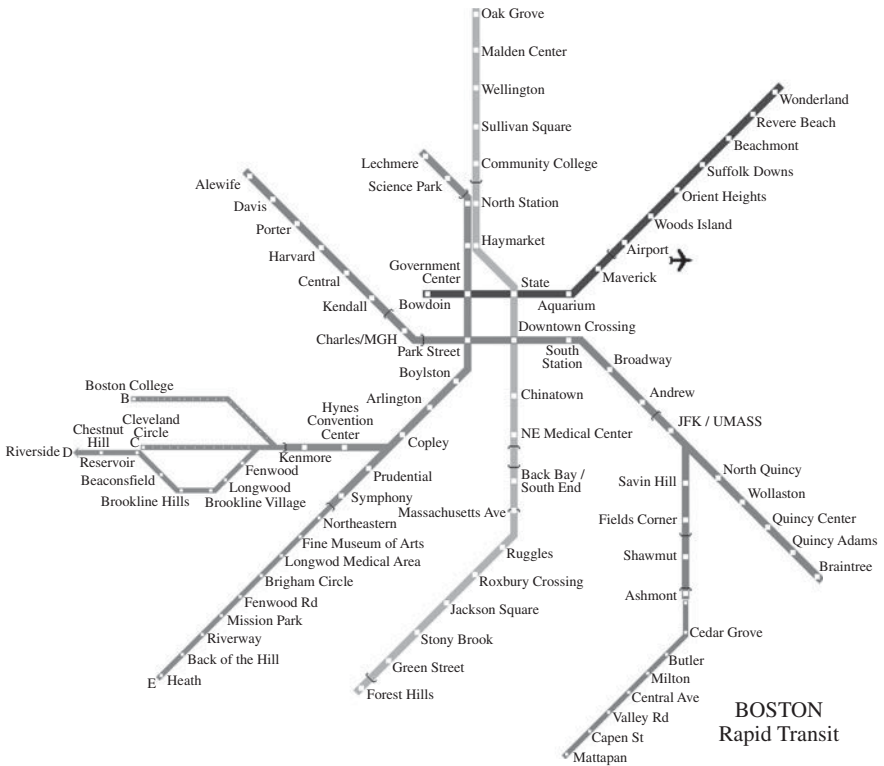 Oak Grove
Malden Center
Wellington
Sullivan Square
Community College
North Station
Haymarket
Lechmere
Science Park
Alewife
Davis
Porter
Harvard
Central
Kendall
Charles/MGH
Park Street
Government
Center
Bowdoin
State
Aquarium
Maverick
Airport
Woods Island
Orient Heights
Suffolk Downs
Beachmont
Revere Beach
Wonderland
Downtown Crossing
South
Station
Broadway
Andrew
JFK / UMASS
North Quincy
Wollaston
Quincy Center
Quincy Adams
Braintree
Savin Hill
Fields Corner
Shawmut
Ashmont
Cedar Grove
Butler
Milton
Central Ave
Valley Rd
Capen St
Mattapan
Chinatown
NE Medical Center
Back Bay /
South End
Massachusetts Ave
Ruggles
Roxbury Crossing
Jackson Square
Stony Brook
Green Street
Forest Hills
Boylston
Arlington
Copley
Hynes
Convention
Center
Kenmore
Boston College
B
Cleveland
Circle
C
Chestnut
Hill
Riverside D
Reservoir
Beaconsfield
Brookline Hills
Brookline Village
Longwood
Fenwood
Prudential
Symphony
Northeastern
Fine Museum of Arts
Longwod Medical Area
Brigham Circle
Fenwood Rd
Mission Park
Riverway
Back of the Hill
E Heath
BOSTON
Rapid Transit